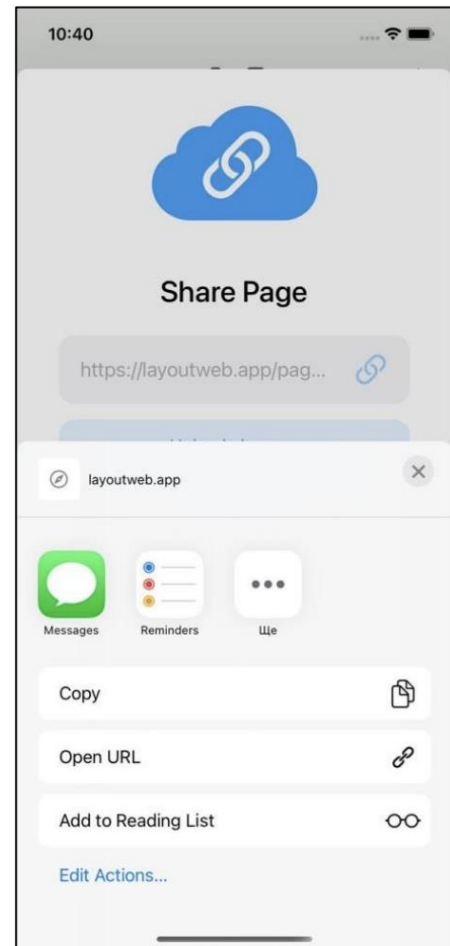 10:40
Share Page
https://layoutweb.app/pag...
layoutweb.app
Messages
Reminders
Ще
Copy
Open URL
Add to Reading List
Edit Actions...